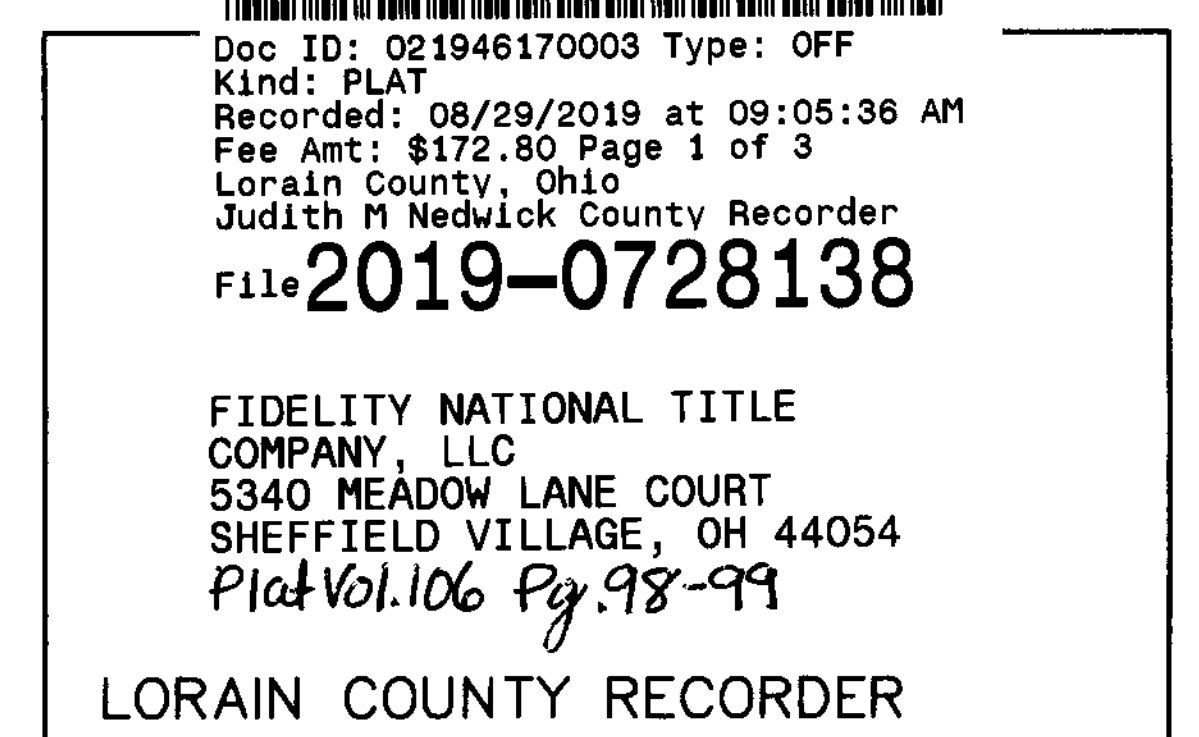 Doc ID: 021946170003 Type: OFF
Kind: PLAT
Recorded: 08/29/2019 at 09:05:36 AM
Fee Amt: $172.80 Page 1 of 3
Lorain County, Ohio
Judith M Nedwick County Recorder
File 2019-0728138
FIDELITY NATIONAL TITLE
COMPANY, LLC
5340 MEADOW LANE COURT
SHEFFIELD VILLAGE, OH 44054
Plat Vol. 106 Pg. 98-99
LORAIN COUNTY RECORDER